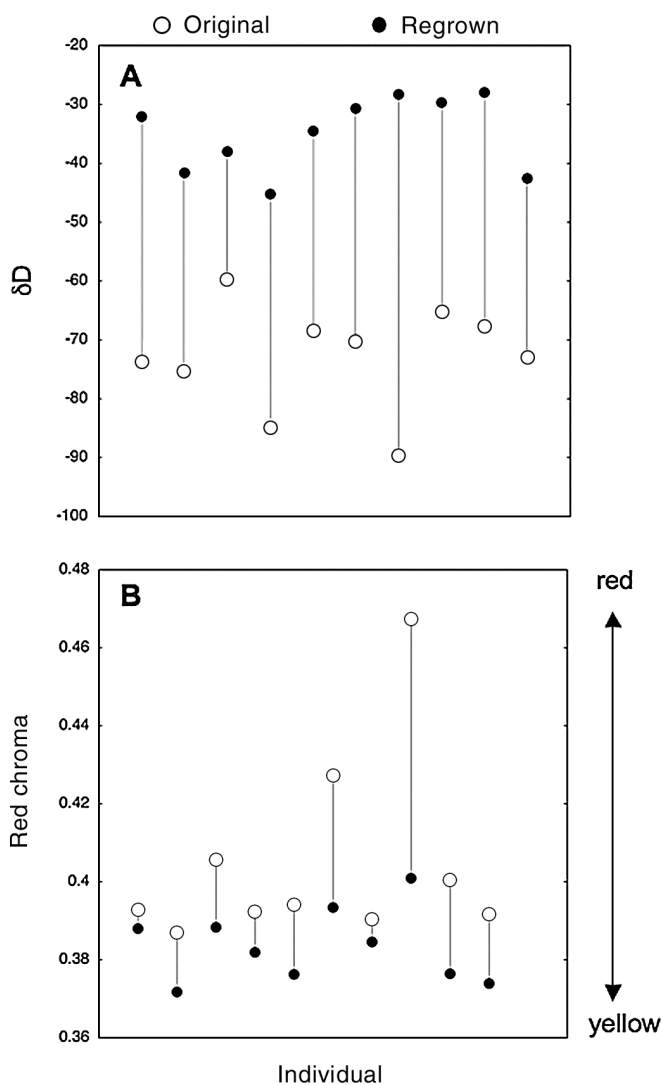 Original Regrown
A
-20
-30
-40
-50
-60
-70
-80
-90
-100
δD
B
0.48
0.46
0.44
0.42
0.4
0.38
0.36
Red chroma
red
yellow
Individual